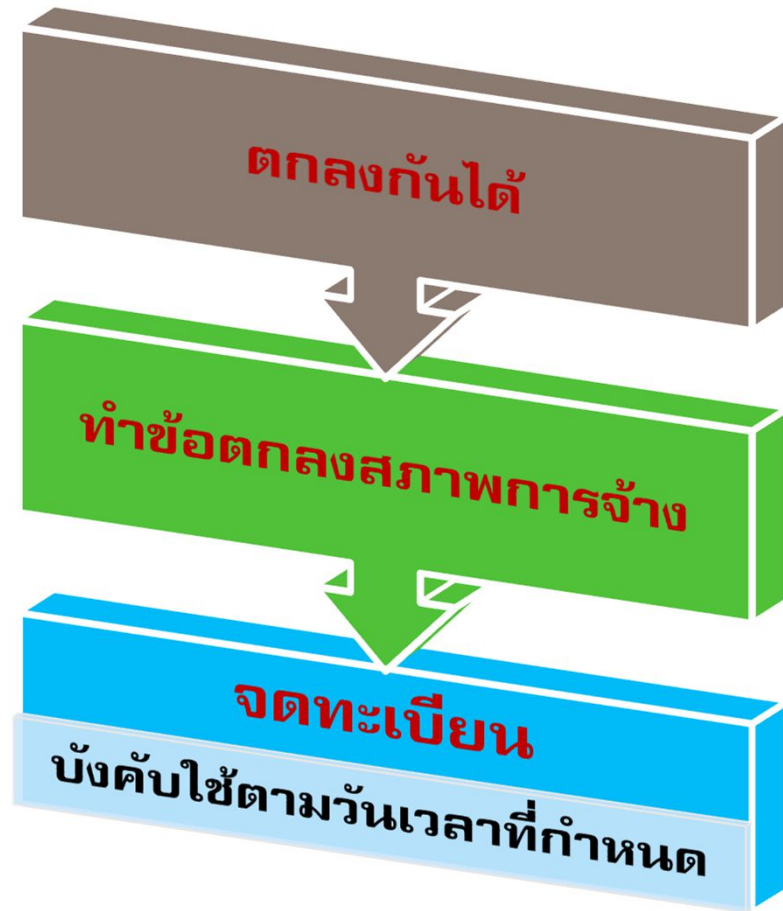 ตกลงกันได้
ทำข้อตกลงสภาพการจ้าง
จดทะเบียน
บังคับใช้ตามวันเวลาที่กำหนด